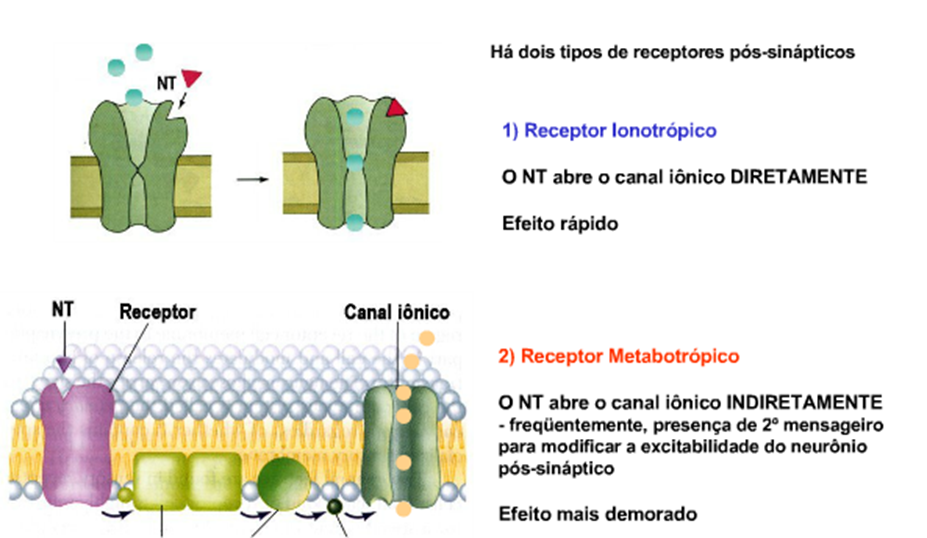 Há dois tipos de receptores pós-sinápticos
NT
1) Receptor Ionotrópico
O NT abre o canal iônico DIRETAMENTE
Efeito rápido
NT
Receptor
Canal iônico
2) Receptor Metabotrópico
O NT abre o canal iônico INDIRETAMENTE
- freqüentemente, presença de 2º mensageiro
para modificar a excitabilidade do neurônio
pós-sináptico
Efeito mais demorado